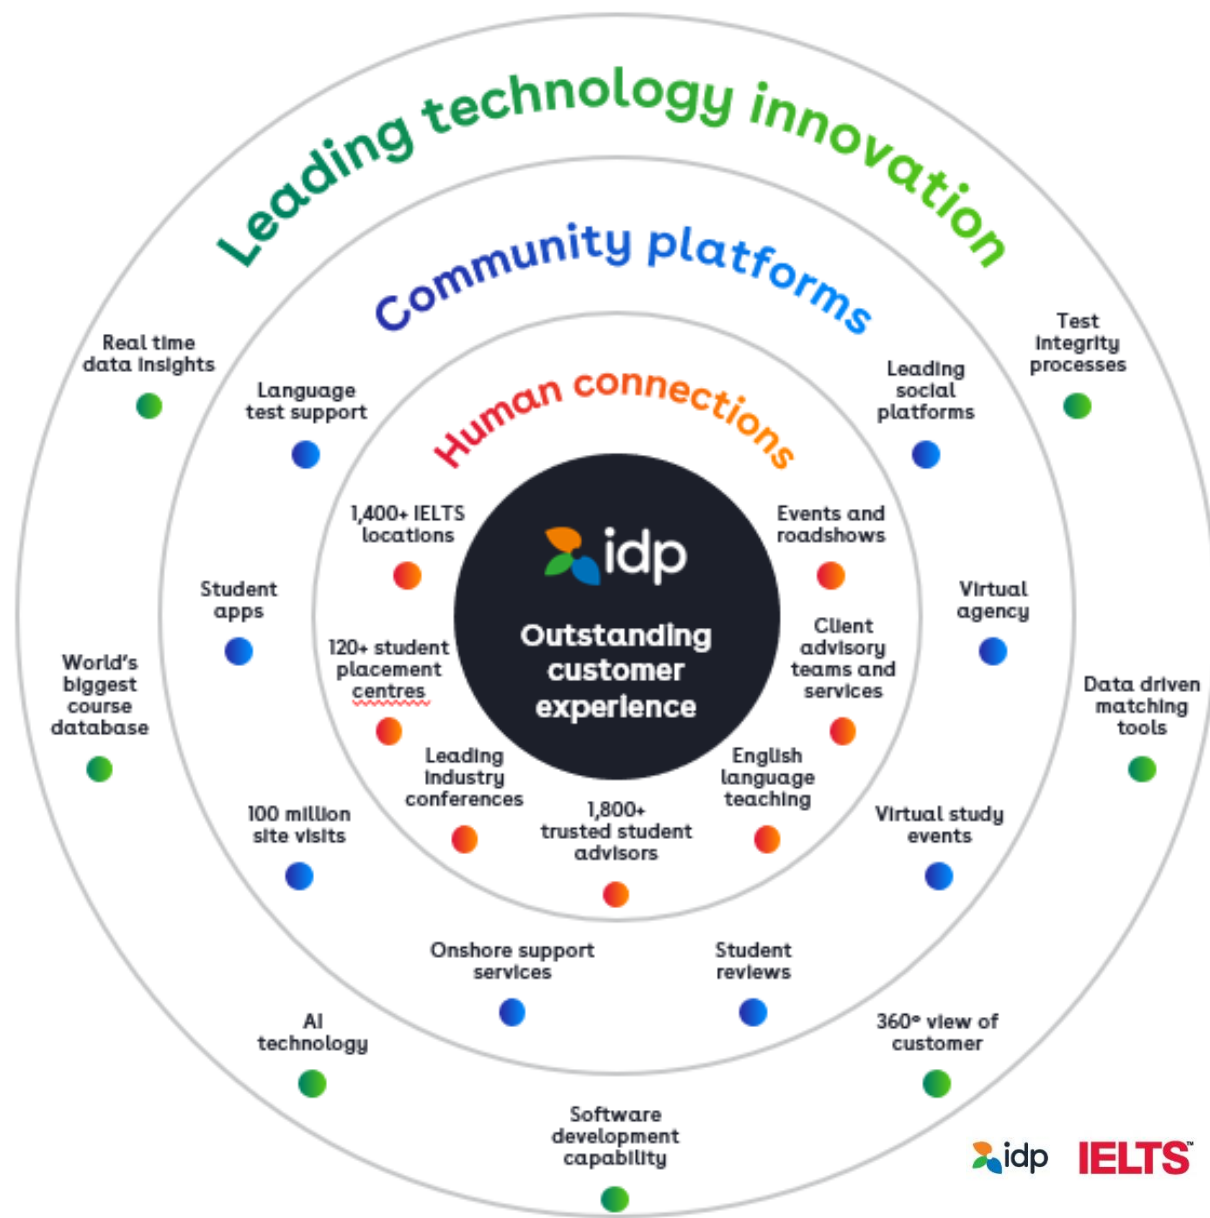 Leading technology innovation
Community platforms
Human connections
idp
Outstanding
customer
experience
Real time
data insights
Test
integrity
processes
World's
biggest
course
database
Data driven
matching
tools
AI
technology
360° view of
customer
Software
development
capability
Language
test support
Leading
social
platforms
Student
apps
Virtual
agency
100 million
site visits
Virtual study
events
Onshore support
services
Student
reviews
1,400+ IELTS
locations
Events and
roadshows
120+ student
placement
centres
Client
advisory
teams and
services
Leading
industry
conferences
English
language
teaching
1,800+
trusted student
advisors
idp
IELTS™